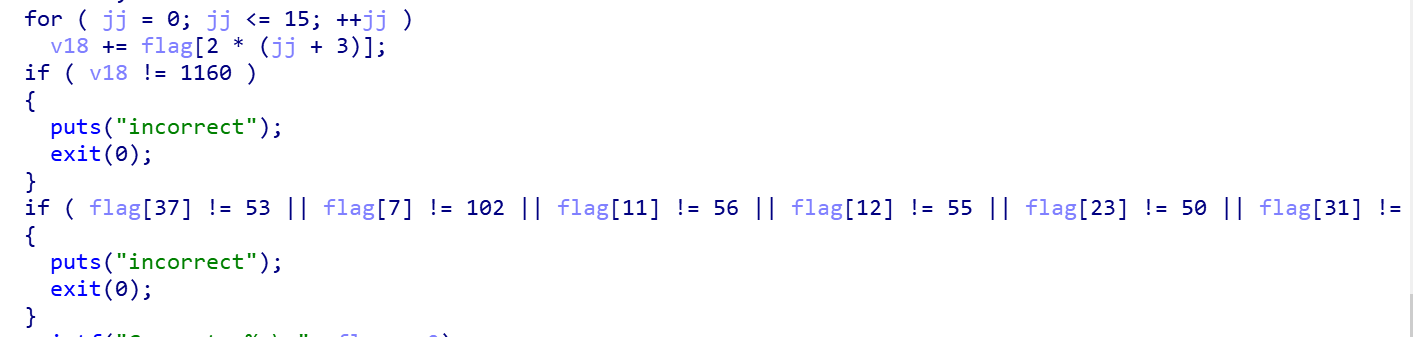 for ( jj = 0; jj <= 15; ++jj )
v18 += flag[2 * (jj + 3)];
if ( v18 != 1160 )
{
puts("incorrect");
exit(0);
}
if ( flag[37] != 53 || flag[7] != 102 || flag[11] != 56 || flag[12] != 55 || flag[23] != 50 || flag[31] !=
{
puts("incorrect");
exit(0);
}